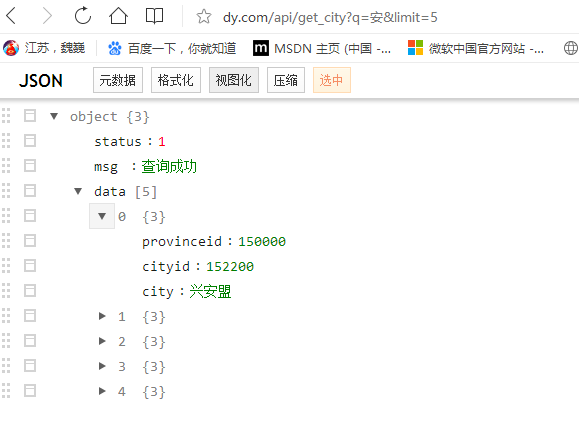 dy.com/api/get_city?q=安&limit=5
江苏，魏巍 百度一下，你就知道 MSDN 主页 (中国 -... 微软中国官方网站 -...
JSON 元数据 格式化 视图化 压缩 选中
object {3}
status : 1
msg : 查询成功
data [5]
0 {3}
provinceid : 150000
cityid : 152200
city : 兴安盟
1 {3}
2 {3}
3 {3}
4 {3}